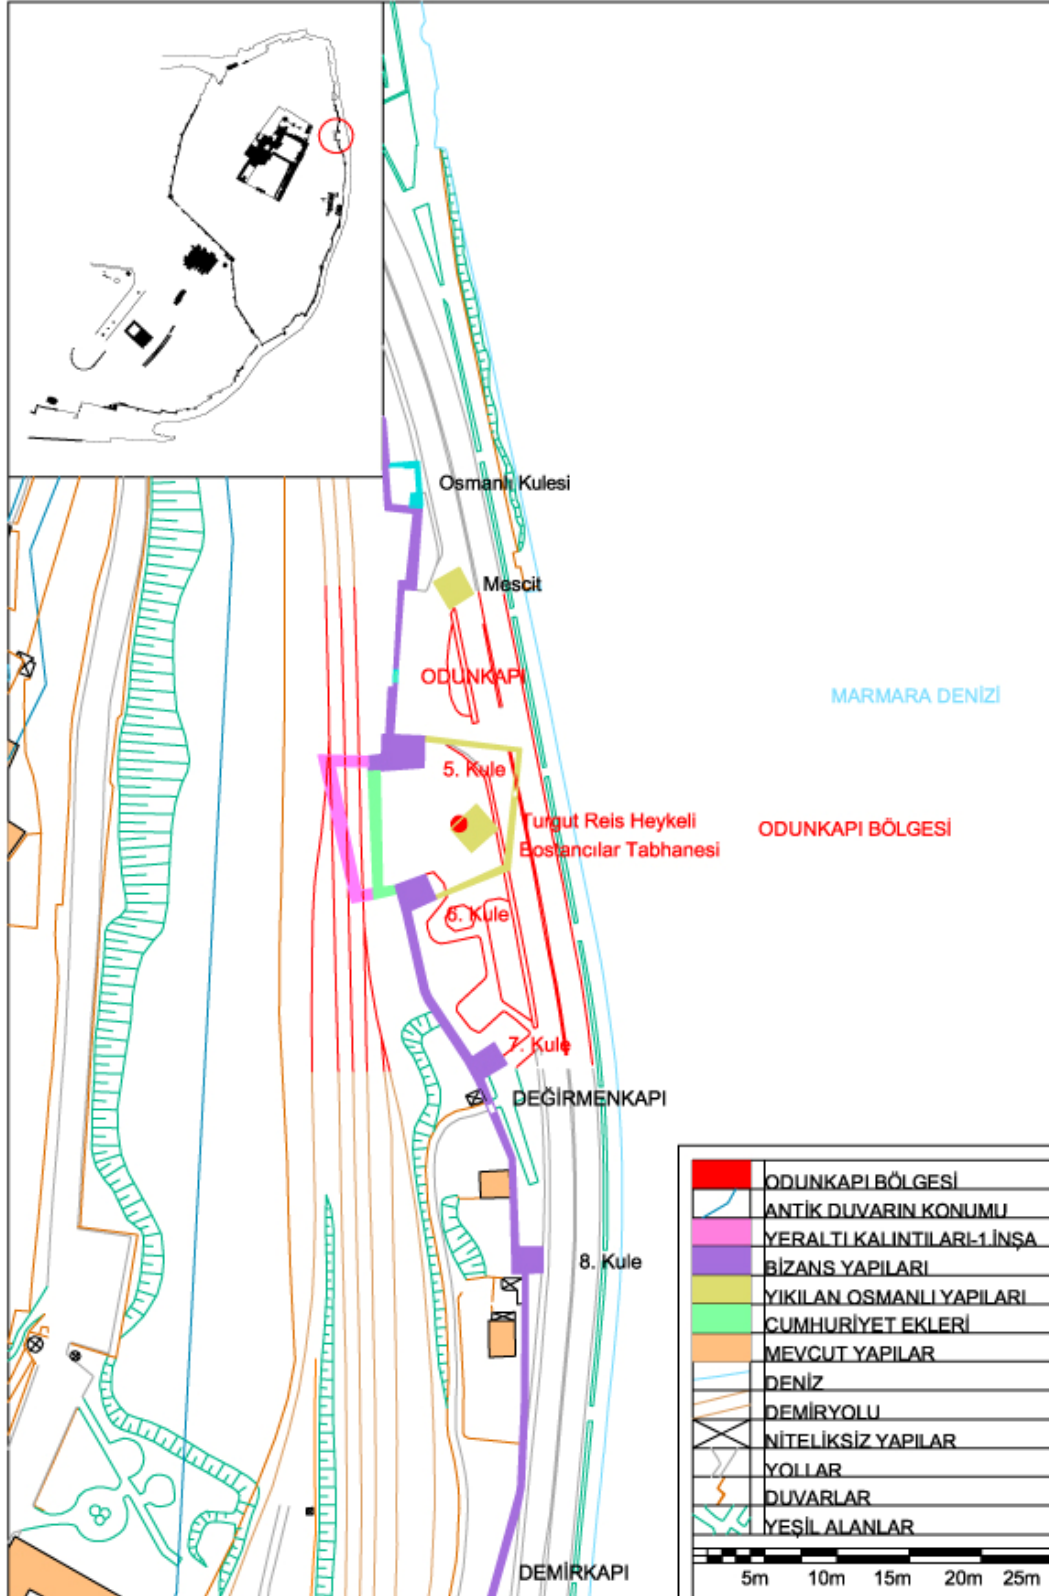 Osmanlı Kulesi
Mescit
ODUNKAPI
MARMARA DENİZİ
5. Kule
Turgut Reis Heykeli
Bostancılar Tabhanesi
ODUNKAPI BÖLGESİ
6. Kule
7. Kule
DEĞİRMENKAPI
8. Kule
DEMİRKAPI
ODUNKAPI BÖLGESİ
ANTİK DUVARIN KONUMU
YERALTI KALINTILARI-1.İNŞA
BİZANS YAPILARI
YIKILAN OSMANLI YAPILARI
CUMHURİYET EKLERİ
MEVCUT YAPILAR
DENİZ
DEMİRYOLU
NİTELİKSİZ YAPILAR
YOLLAR
DUVARLAR
YEŞİL ALANLAR
5m 10m 15m 20m 25m